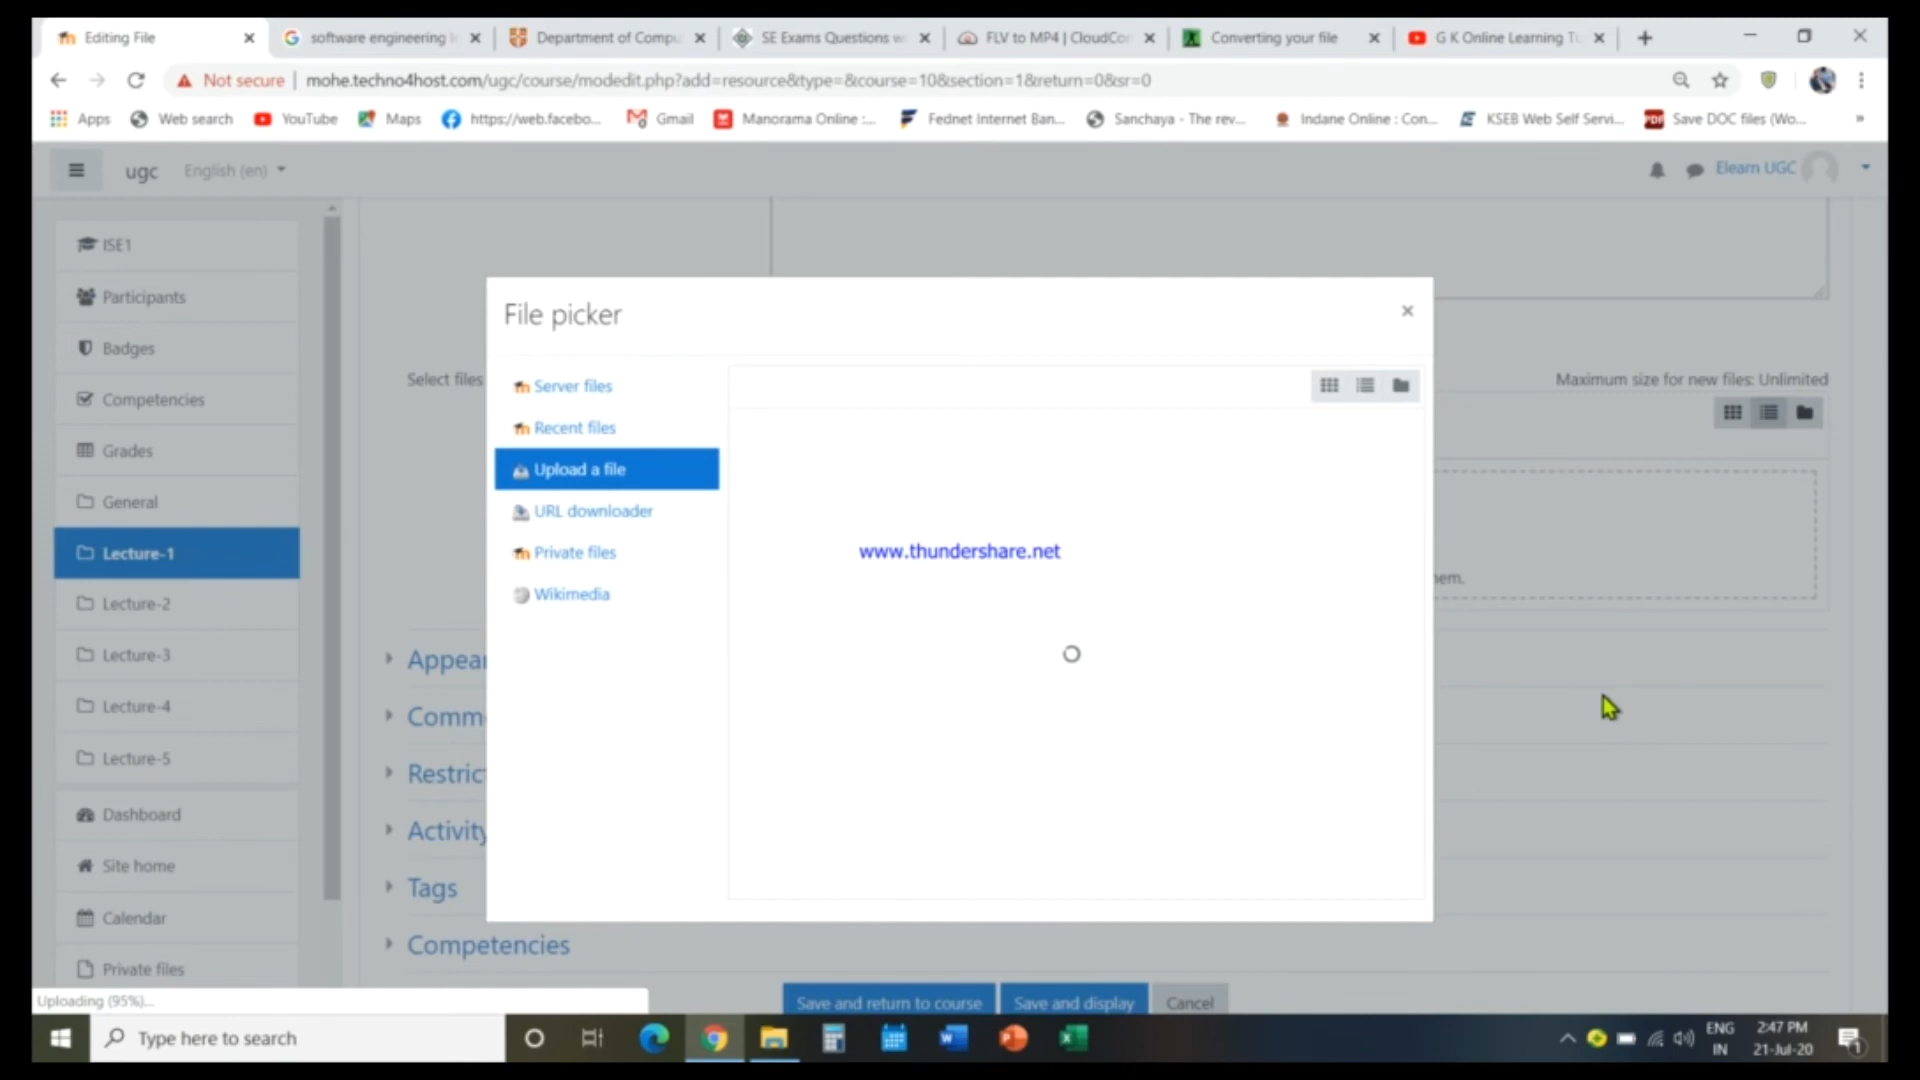 Editing File
software engineering
Department of Compu
SE Exams Questions w
FLV to MP4 | CloudCon
Converting your file
G K Online Learning Tu
Not secure | mohe.techno4host.com/ugc/course/modedit.php?add=resource&type=&course=10&section=1&return=0&sr=0
Apps
Web search
YouTube
Maps
https://web.facebo...
Gmail
Manorama Online :...
Fednet Internet Ban...
Sanchaya - The rev...
Indane Online : Con...
KSEB Web Self Servi...
Save DOC files (Wo...
ugc
English (en)
Elearn UGC
ISE1
Participants
Badges
Competencies
Grades
General
Lecture-1
Lecture-2
Lecture-3
Lecture-4
Lecture-5
Dashboard
Site home
Calendar
Private files
Select files
Maximum size for new files: Unlimited
File picker
Server files
Recent files
Upload a file
URL downloader
Private files
Wikimedia
www.thundershare.net
hem.
Appear
Comm
Restric
Activity
Tags
Competencies
Save and return to course
Save and display
Cancel
Uploading (95%)...
Type here to search
ENG
IN
2:47 PM
21-Jul-20